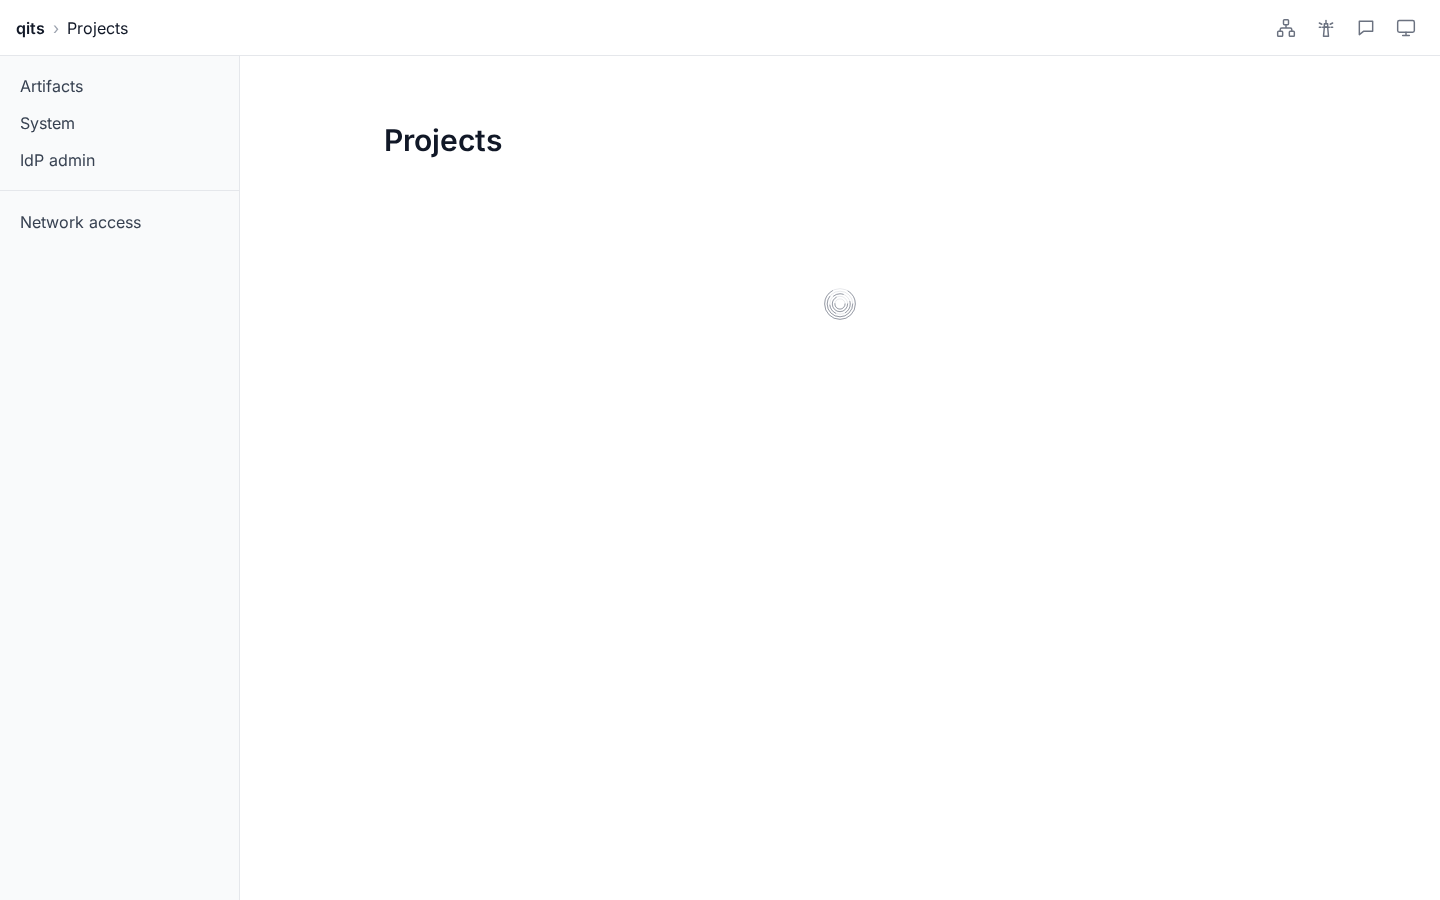 qits › Projects
Artifacts
System
IdP admin
Network access
Projects